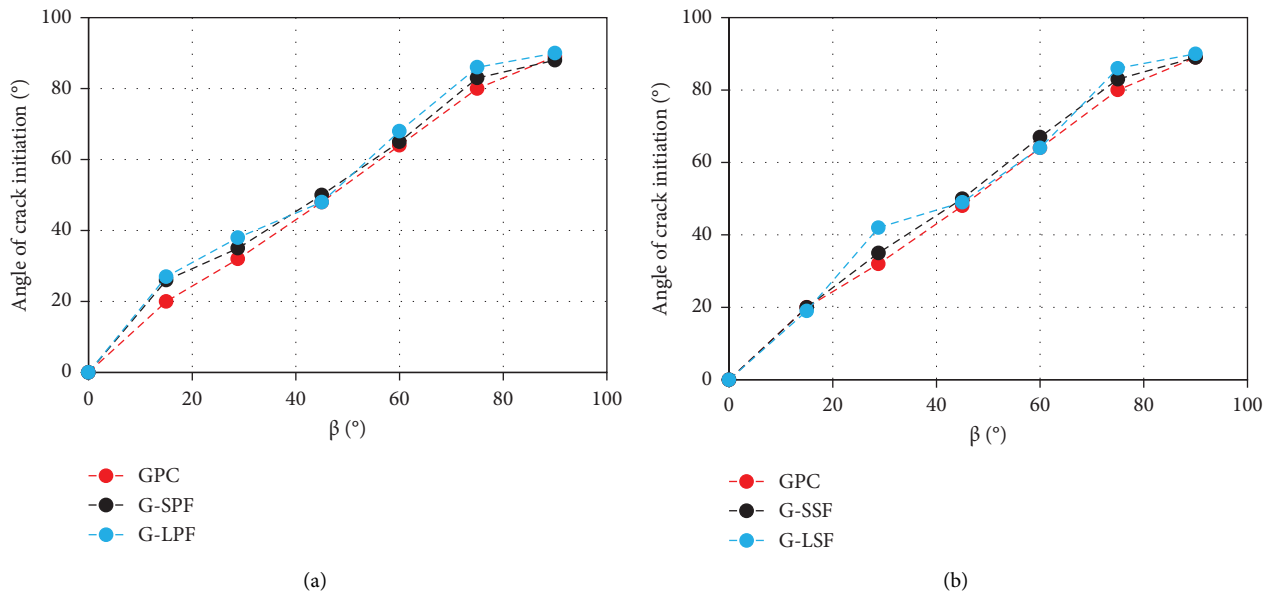 Angle of crack initiation (°)
100
80
60
40
20
0
0 20 40 60 80 100
β (°)
GPC
G-SPF
G-LPF
(a)
Angle of crack initiation (°)
100
80
60
40
20
0
0 20 40 60 80 100
β (°)
GPC
G-SSF
G-LSF
(b)